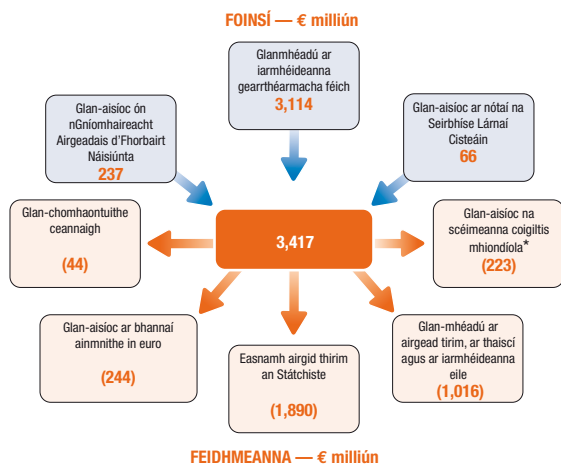 FOINSÍ — € milliún
Glanmhéadú ar
iarmhéideanna
gearrthéarmacha féich
3,114
Glan-aisíoc ón
nGníomhaireacht
Airgeadais d'Fhorbairt
Náisiúnta
237
Glan-aisíoc ar nótaí na
Seirbhíse Lárnaí
Cisteáin
66
Glan-chomhaontuithe
ceannaigh
(44)
3,417
Glan-aisíoc na
scéimeanna coigiltis
mhiondíola*
(223)
Glan-aisíoc ar bhannaí
ainmnithe in euro
(244)
Easnamh airgid thirim
an Státchiste
(1,890)
Glan-mhéadú ar
airgead tirim, ar thaiscí
agus ar iarmhéideanna
eile
(1,016)
FEIDHMEANNA — € milliún